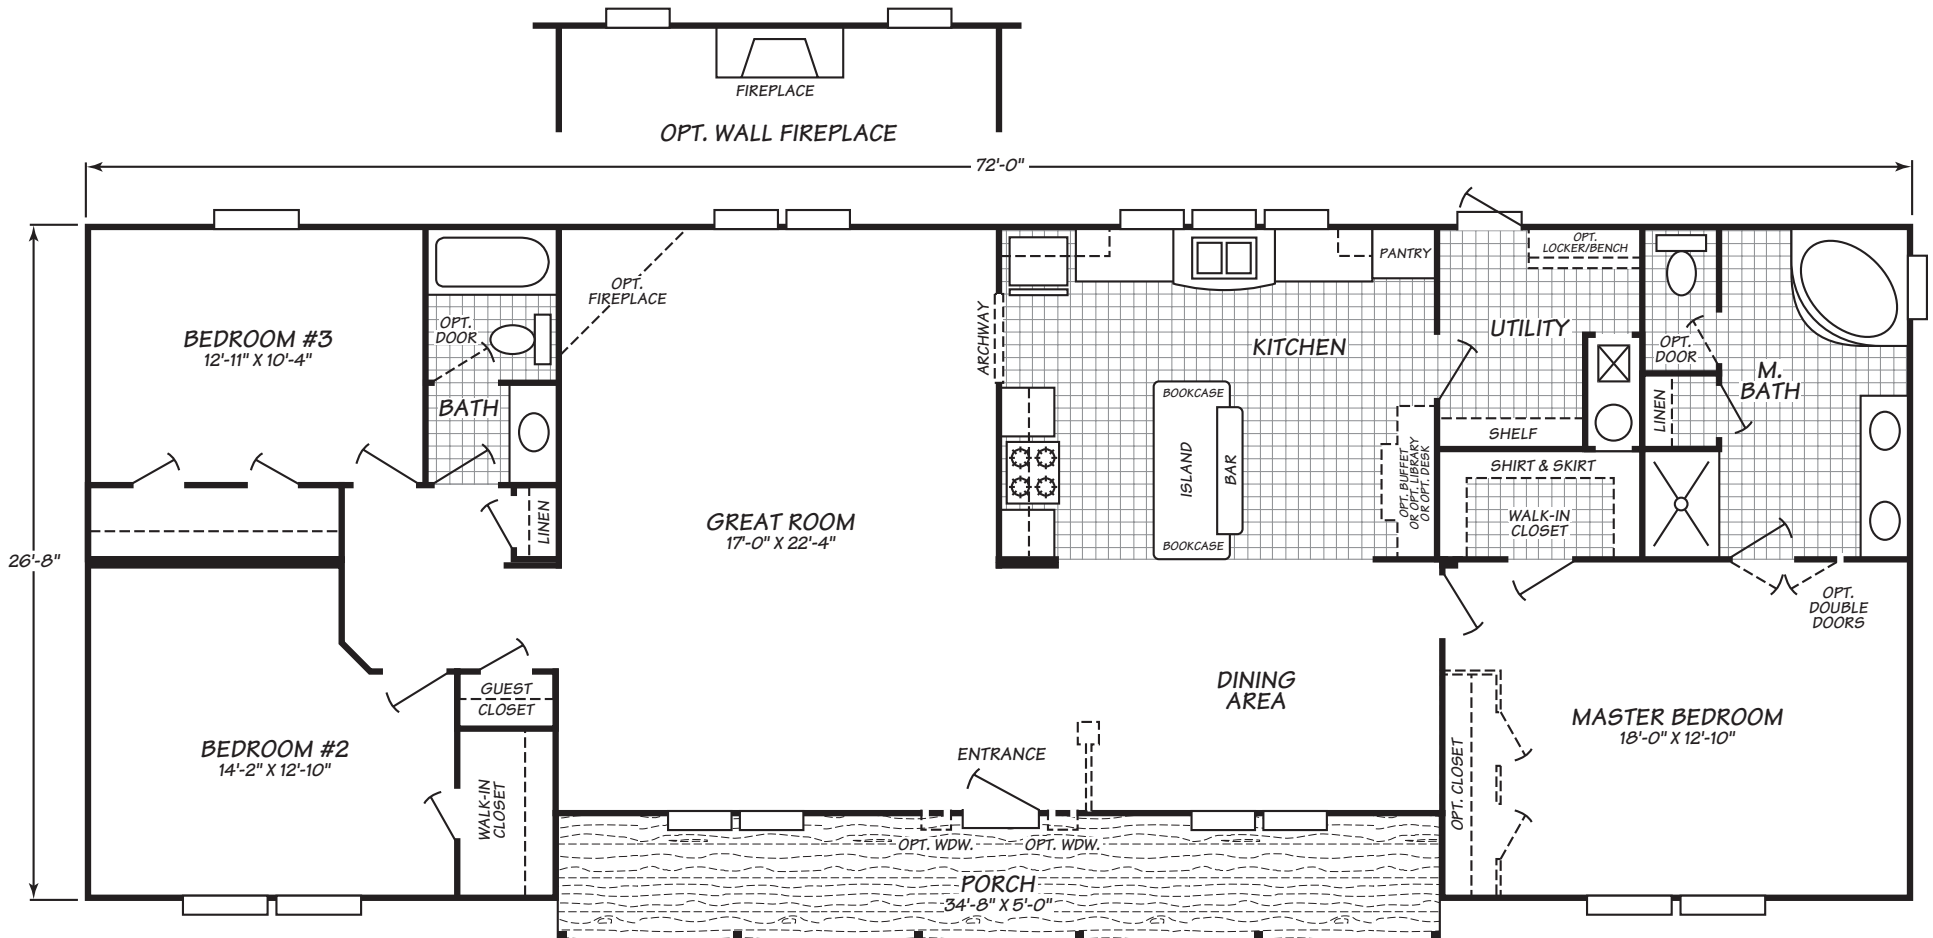 FIREPLACE
OPT. WALL FIREPLACE
72'-0"
26'-8"
BEDROOM #3
12'-11" X 10'-4"
OPT.
DOOR
BATH
LINEN
OPT.
FIREPLACE
GREAT ROOM
17'-0" X 22'-4"
ARCHWAY
KITCHEN
PANTRY
BOOKCASE
ISLAND
BAR
BOOKCASE
OPT. BUFFET
OR OPT. LIBRARY
OR OPT. DESK
OPT.
LOCKER/BENCH
UTILITY
SHELF
OPT.
DOOR
LINEN
M.
BATH
SHIRT & SKIRT
WALK-IN
CLOSET
OPT.
DOUBLE
DOORS
BEDROOM #2
14'-2" X 12'-10"
GUEST
CLOSET
WALK-IN
CLOSET
DINING
AREA
ENTRANCE
OPT. CLOSET
MASTER BEDROOM
18'-0" X 12'-10"
OPT. WDW.
OPT. WDW.
PORCH
34'-8" X 5'-0"